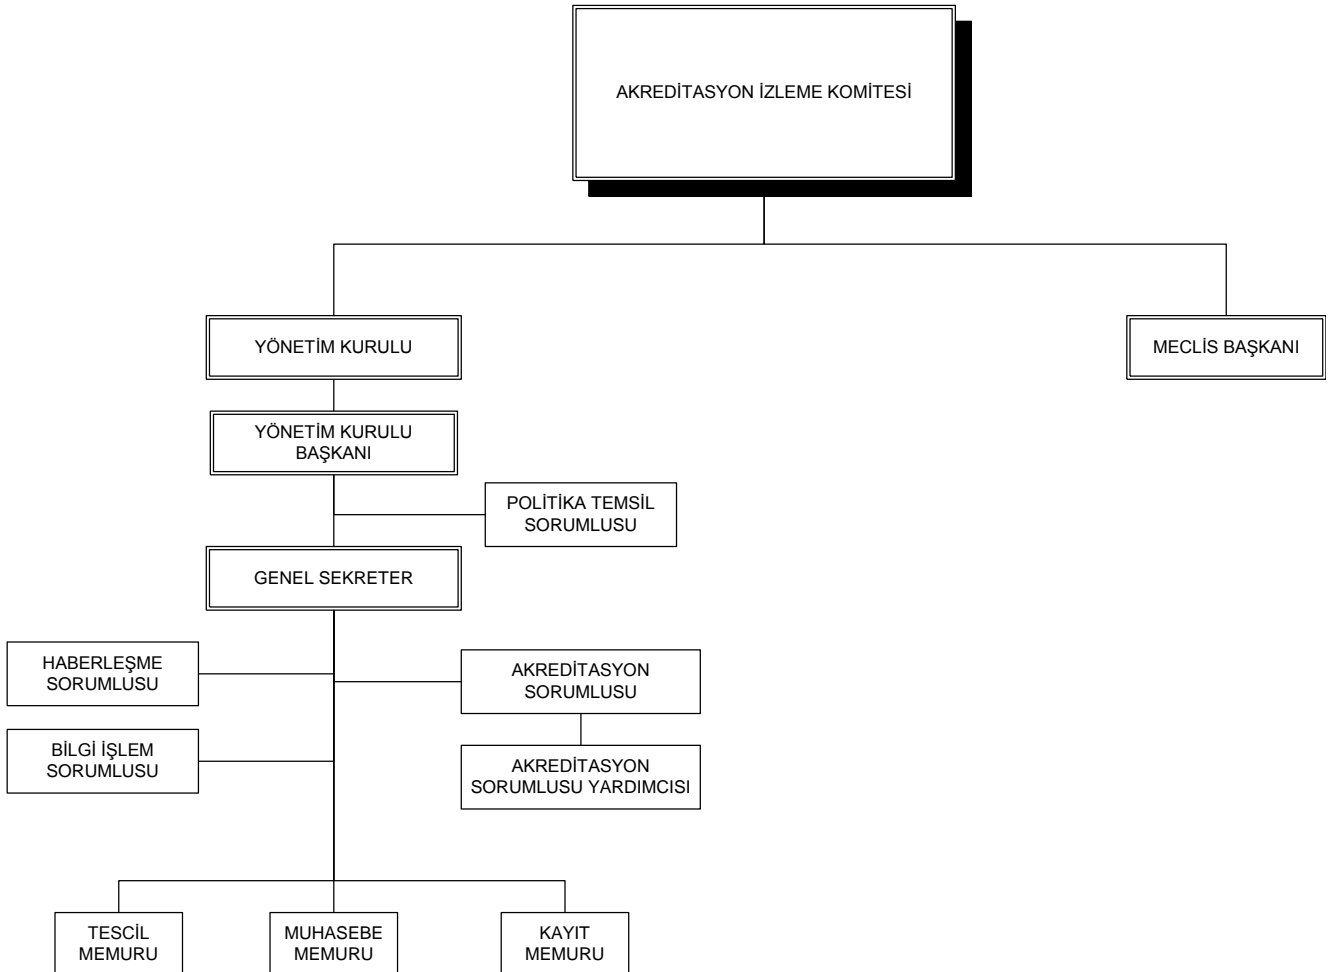 AKREDİTASYON İZLEME KOMİTESİ
YÖNETİM KURULU
MECLİS BAŞKANI
YÖNETİM KURULU
BAŞKANI
POLİTİKA TEMSİL
SORUMLUSU
GENEL SEKRETER
HABERLEŞME
SORUMLUSU
AKREDİTASYON
SORUMLUSU
BİLGİ İŞLEM
SORUMLUSU
AKREDİTASYON
SORUMLUSU YARDIMCISI
TESCİL
MEMURU
MUHASEBE
MEMURU
KAYIT
MEMURU